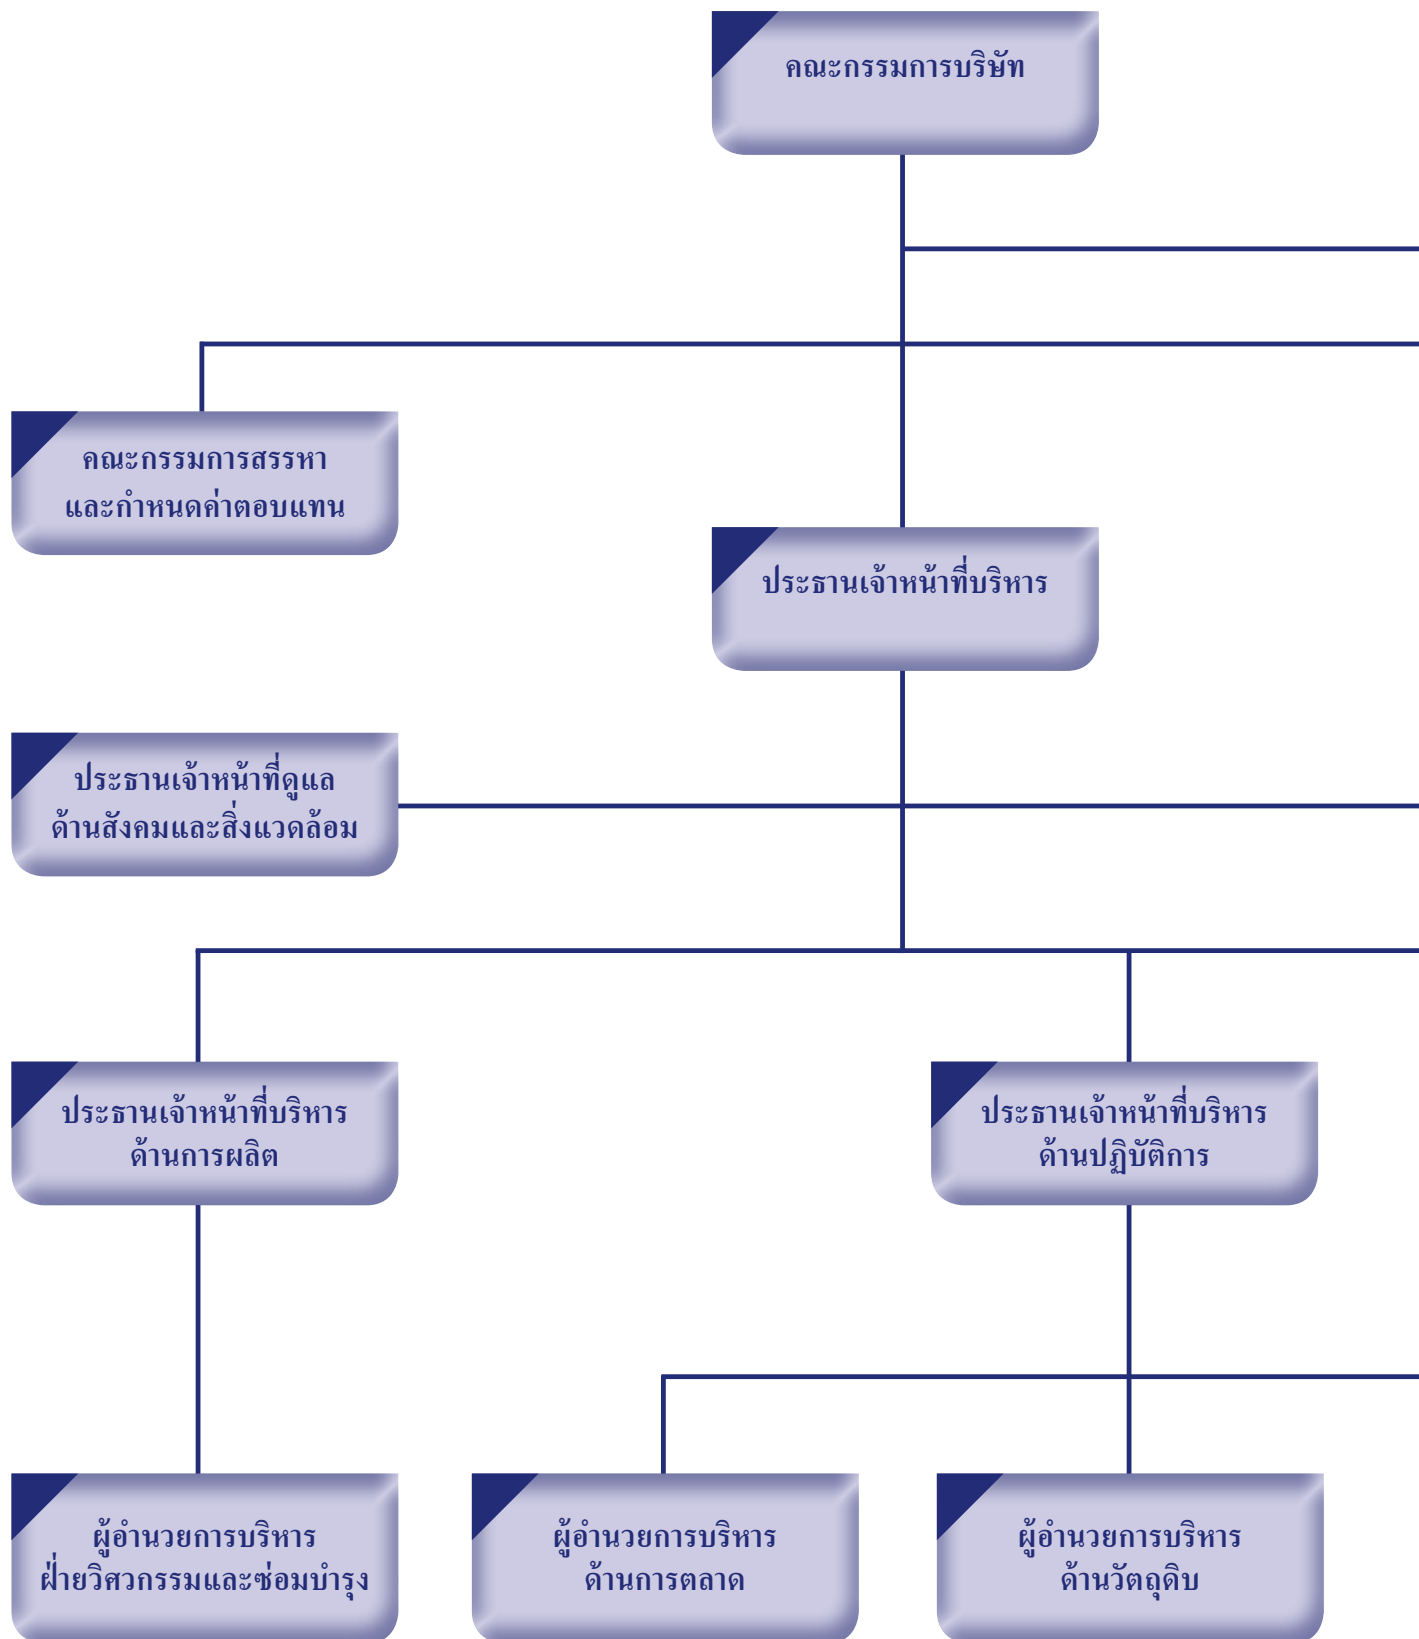 คณะกรรมการบริษัท
คณะกรรมการสรรหา
และกำหนดค่าตอบแทน
ประธานเจ้าหน้าที่บริหาร
ประธานเจ้าหน้าที่ดูแล
ด้านสังคมและสิ่งแวดล้อม
ประธานเจ้าหน้าที่บริหาร
ด้านการผลิต
ประธานเจ้าหน้าที่บริหาร
ด้านปฏิบัติการ
ผู้อำนวยการบริหาร
ฝ่ายวิศวกรรมและซ่อมบำรุง
ผู้อำนวยการบริหาร
ด้านการตลาด
ผู้อำนวยการบริหาร
ด้านวัตถุดิบ